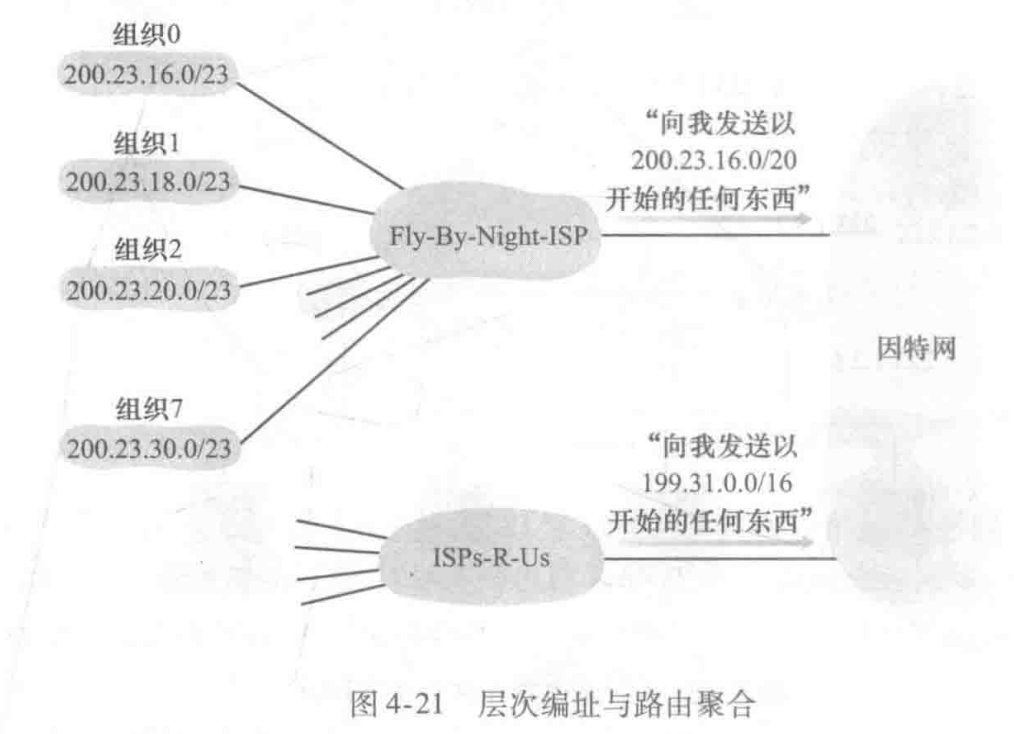 组织0
200.23.16.0/23
组织1
200.23.18.0/23
组织2
200.23.20.0/23
组织7
200.23.30.0/23
Fly-By-Night-ISP
“向我发送以
200.23.16.0/20
开始的任何东西”
因特网
ISPs-R-Us
“向我发送以
199.31.0.0/16
开始的任何东西”
图 4-21 层次编址与路由聚合